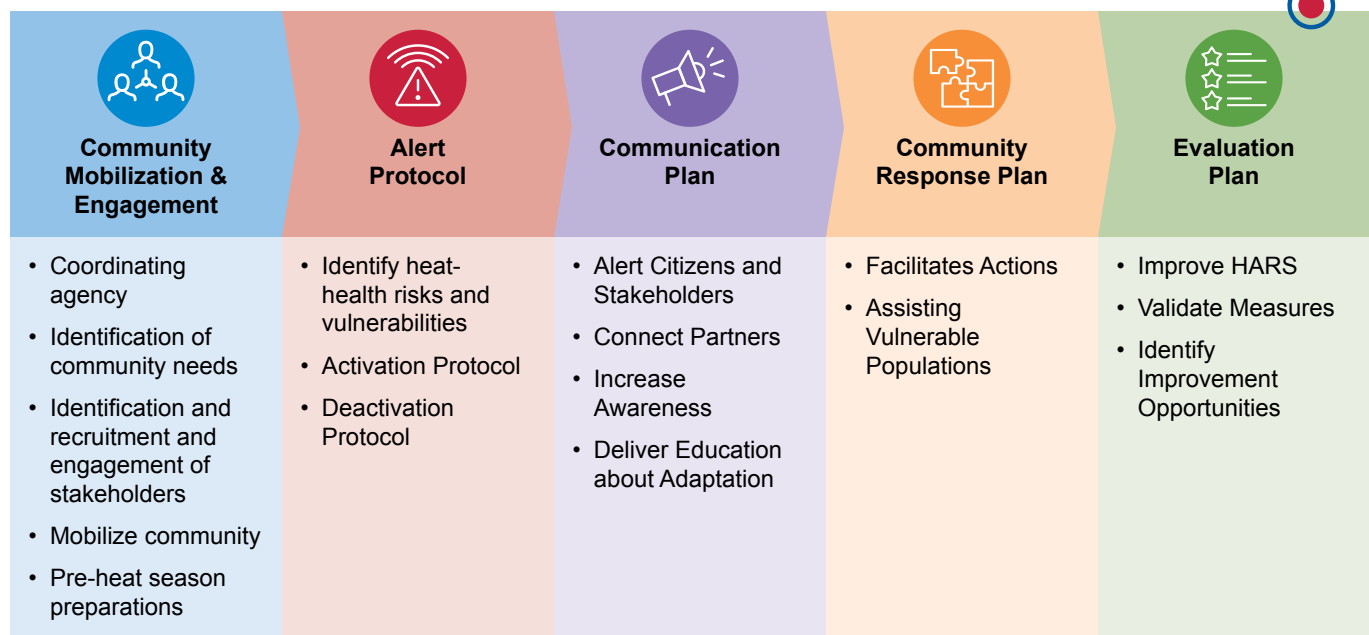 Community
Mobilization &
Engagement
• Coordinating
agency
• Identification of
community needs
• Identification and
recruitment and
engagement of
stakeholders
• Mobilize community
• Pre-heat season
preparations
Alert
Protocol
• Identify heat-
health risks and
vulnerabilities
• Activation Protocol
• Deactivation
Protocol
Communication
Plan
• Alert Citizens and
Stakeholders
• Connect Partners
• Increase
Awareness
• Deliver Education
about Adaptation
Community
Response Plan
• Facilitates Actions
• Assisting
Vulnerable
Populations
Evaluation
Plan
• Improve HARS
• Validate Measures
• Identify
Improvement
Opportunities